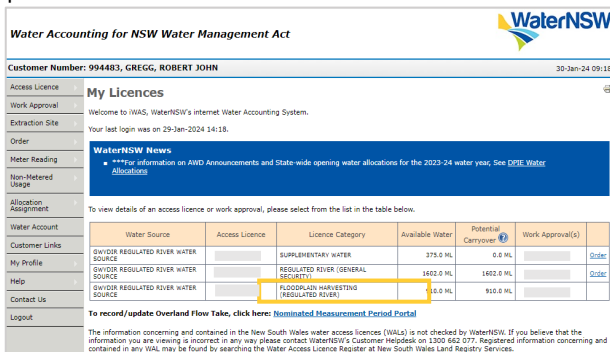 Water Accounting for NSW Water Management Act
WaterNSW
Customer Number: 994483, GREGG, ROBERT JOHN
30-Jan-24 09:18
Access Licence
Work Approval
Extraction Site
Order
Meter Reading
Non-Metered
Usage
Allocation
Assignment
Water Account
Customer Links
My Profile
Help
Contact Us
Logout
My Licences
Welcome to iWAS, WaterNSW's internet Water Accounting System.
Your last login was on 29-Jan-2024 14:18.
WaterNSW News
***For information on AWD Announcements and State-wide opening water allocations for the 2023-24 water year, See DPIE Water
Allocations
To view details of an access licence or work approval, please select from the list in the table below.
Water Source Access Licence Licence Category Available Water Potential Carryover Work Approval(s)
GWYDIR REGULATED RIVER WATER SOURCE SUPPLEMENTARY WATER 375.0 ML 0.0 ML Order
GWYDIR REGULATED RIVER WATER SOURCE REGULATED RIVER (GENERAL SECURITY) 1602.0 ML 1602.0 ML Order
GWYDIR REGULATED RIVER WATER SOURCE FLOODPLAIN HARVESTING (REGULATED RIVER) 910.0 ML 910.0 ML
To record/update Overland Flow Take, click here: Nominated Measurement Period Portal
The information concerning and contained in the New South Wales water access licences (WALs) is not checked by WaterNSW. If you believe that the
information you are viewing is incorrect in any way please contact WaterNSW's Customer Helpdesk on 1300 662 077. Registered information concerning and
contained in any WAL may be found by searching the Water Access Licence Register at New South Wales Land Registry Services.